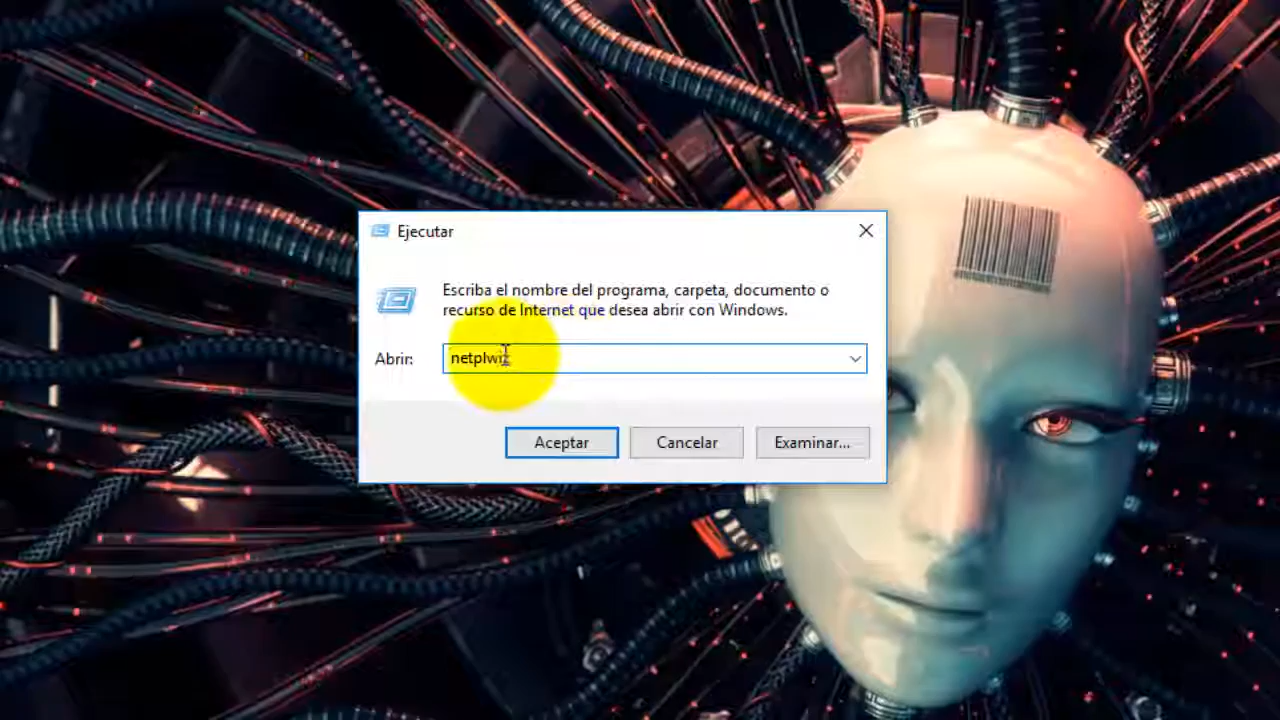 Ejecutar
Escriba el nombre del programa, carpeta, documento o
recurso de Internet que desea abrir con Windows.
Abrir: netplwiz
Aceptar Cancelar Examinar...